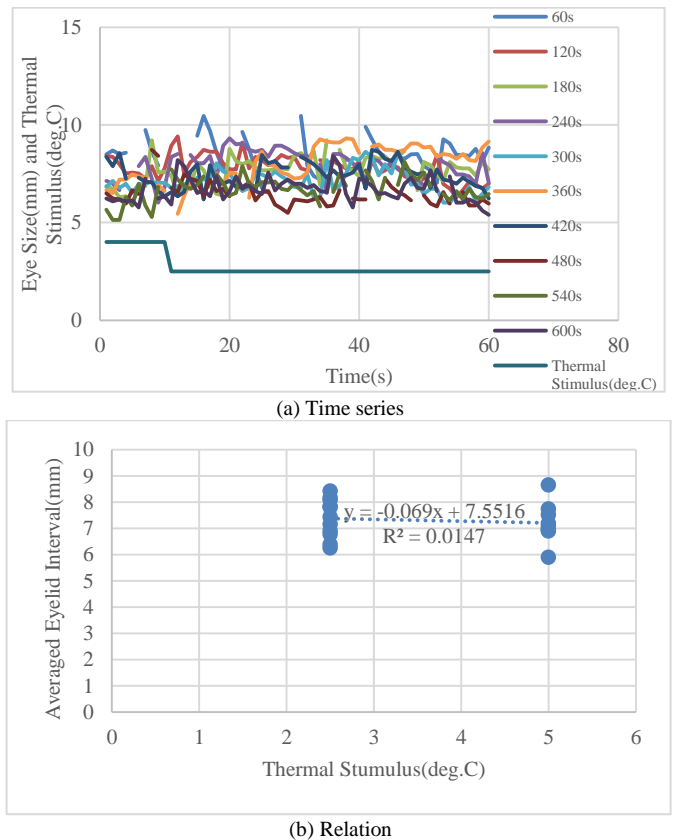 15
10
5
0
Eye Size(mm) and Thermal
Stimulus(deg.C)
0 20 40 60 80
Time(s)
60s
120s
180s
240s
300s
360s
420s
480s
540s
600s
Thermal
Stimulus(deg.C)
(a) Time series
10
9
8
7
6
5
4
3
2
1
0
Averaged Eyelid Interval(mm)
y = -0.069x + 7.5516
R² = 0.0147
0 1 2 3 4 5 6
Thermal Stumulus(deg.C)
(b) Relation